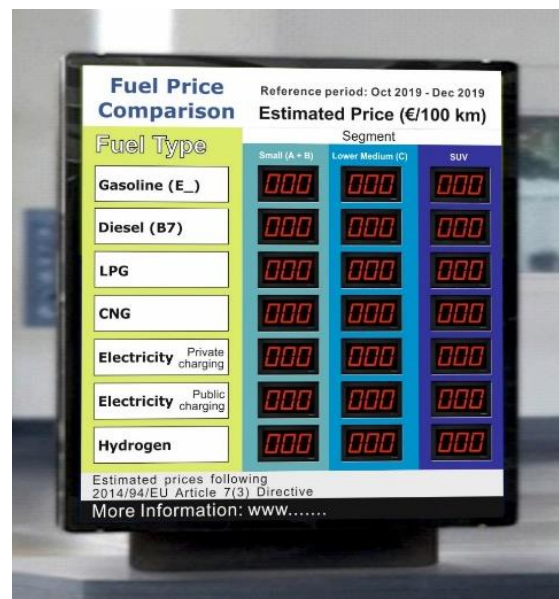 Fuel Price
Comparison
Reference period: Oct 2019 - Dec 2019
Estimated Price (€/100 km)
Segment
Fuel Type
Small (A + B) Lower Medium (C) SUV
Gasoline (E_) 000 000 000
Diesel (B7) 000 000 000
LPG 000 000 000
CNG 000 000 000
Electricity Private charging 000 000 000
Electricity Public charging 000 000 000
Hydrogen 000 000 000
Estimated prices following
2014/94/EU Article 7(3) Directive
More Information: www.......